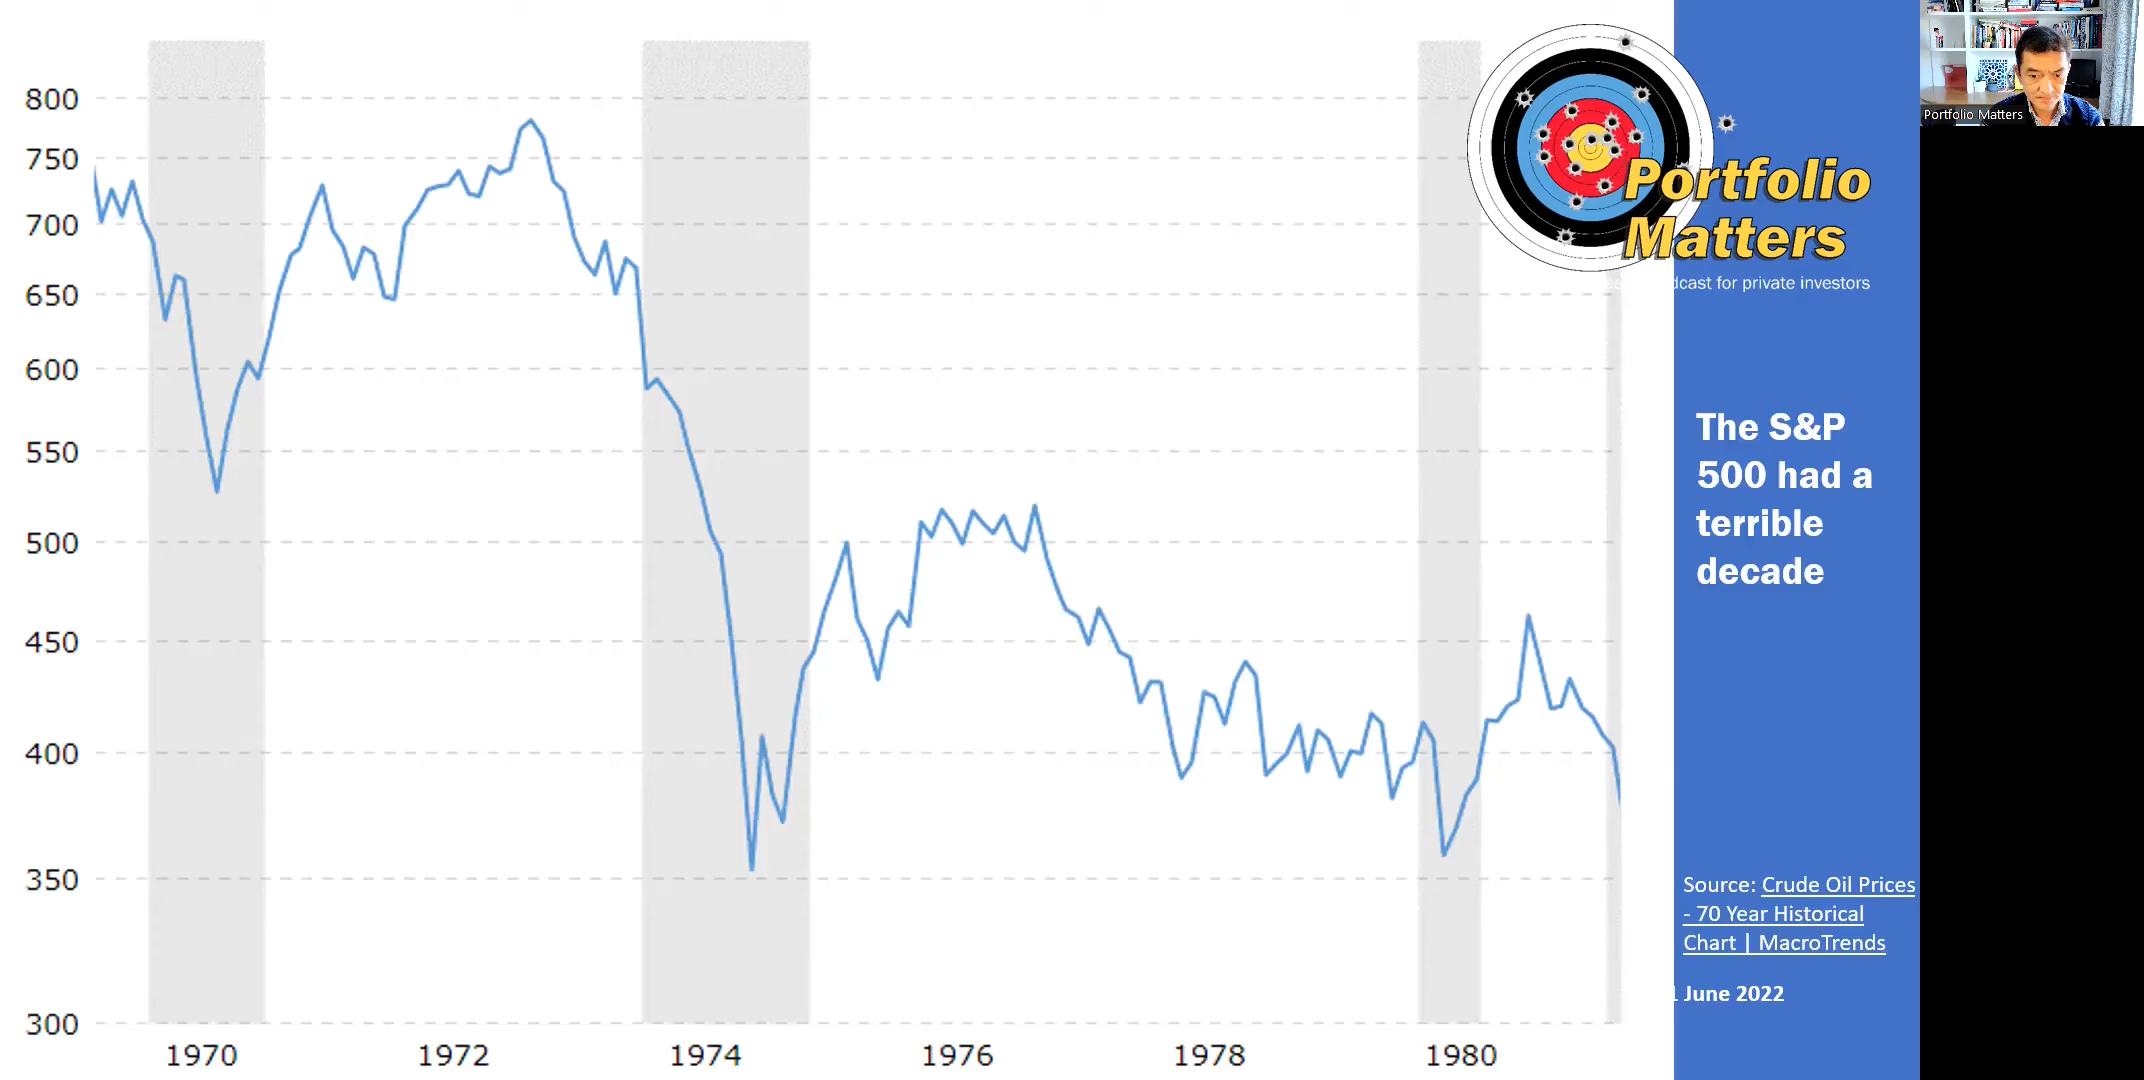 800
750
700
650
600
550
500
450
400
350
300
1970
1972
1974
1976
1978
1980
Portfolio
Matters
dcast for private investors
The S&P
500 had a
terrible
decade
Source: Crude Oil Prices
- 70 Year Historical
Chart | MacroTrends
1 June 2022
Portfolio Matters